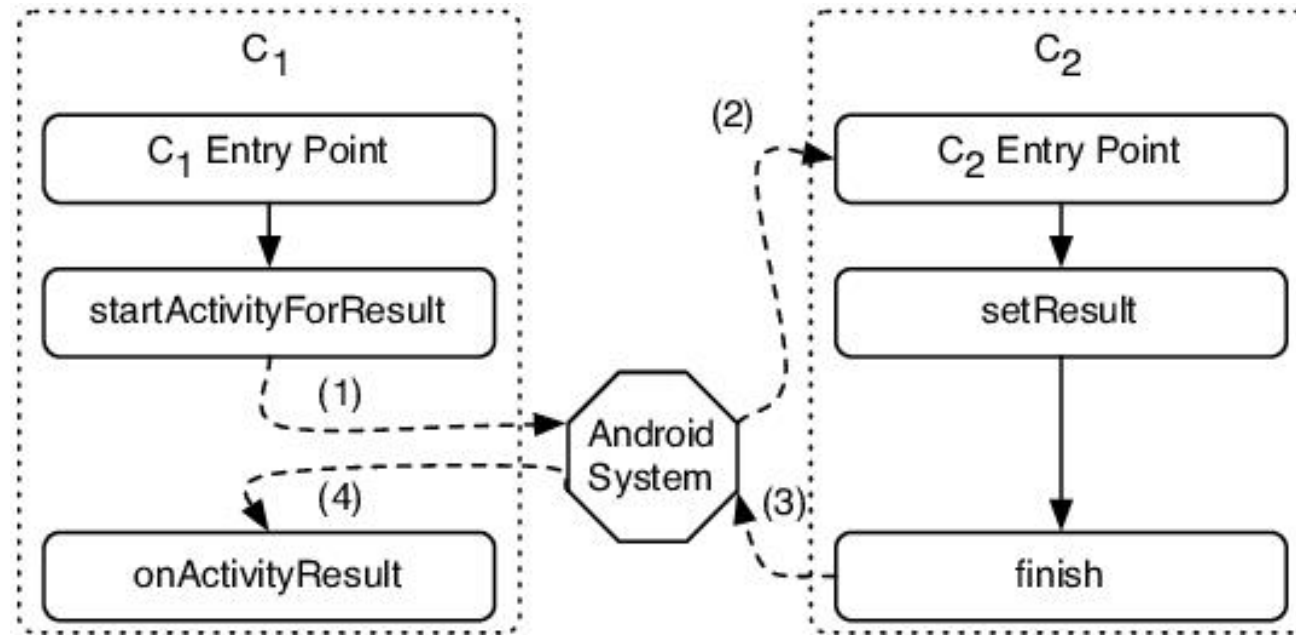 C1
C1 Entry Point
startActivityForResult
(1)
(4)
onActivityResult
Android
System
(2)
(3)
C2
C2 Entry Point
setResult
finish